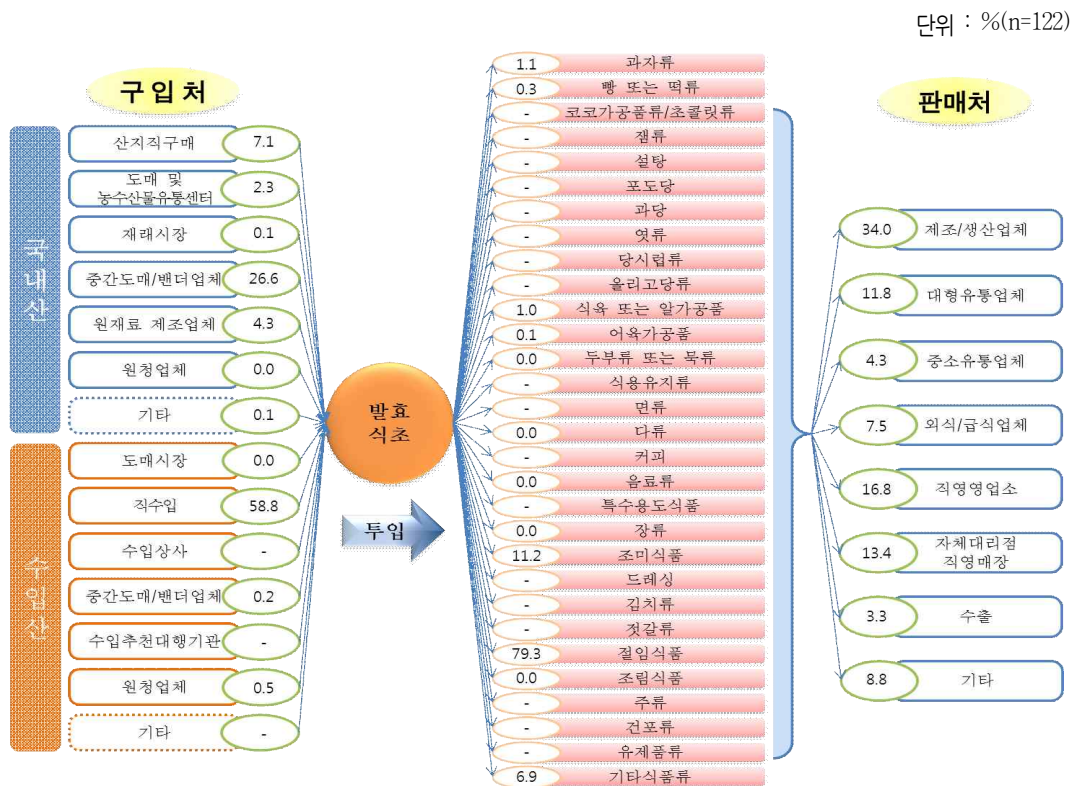 단위 : %(n=122)
구입처
국내산
산지직구매 7.1
도매 및
농수산물유통센터 2.3
재래시장 0.1
중간도매/밴더업체 26.6
원재료 제조업체 4.3
원청업체 0.0
기타 0.1
수입산
도매시장 0.0
직수입 58.8
수입상사 -
중간도매/밴더업체 0.2
수입추천대행기관 -
원청업체 0.5
기타 -
발효
식초
투입
1.1 과자류
0.3 빵 또는 떡류
- 코코가공품류/초콜릿류
- 잼류
- 설탕
- 포도당
- 과당
- 엿류
- 당시럽류
- 올리고당류
1.0 식육 또는 알가공품
0.1 어육가공품
0.0 두부류 또는 묵류
- 식용유지류
- 면류
0.0 다류
- 커피
0.0 음료류
- 특수용도식품
0.0 장류
11.2 조미식품
- 드레싱
- 김치류
- 젓갈류
79.3 절임식품
0.0 조림식품
- 주류
- 건포류
- 유제품류
6.9 기타식품류
판매처
34.0 제조/생산업체
11.8 대형유통업체
4.3 중소유통업체
7.5 외식/급식업체
16.8 직영영업소
13.4 자체대리점
직영매장
3.3 수출
8.8 기타